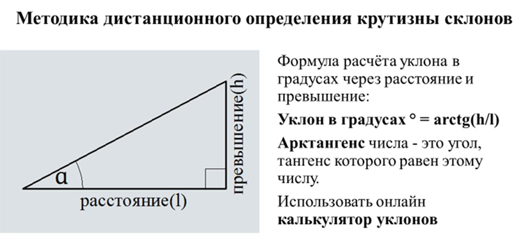 Методика дистанционного определения крутизны склонов
α
расстояние(l)
превышение(h)
Формула расчёта уклона в
градусах через расстояние и
превышение:
Уклон в градусах ° = arctg(h/l)
Арктангенс числа - это угол,
тангенс которого равен этому
числу.
Использовать онлайн
калькулятор уклонов